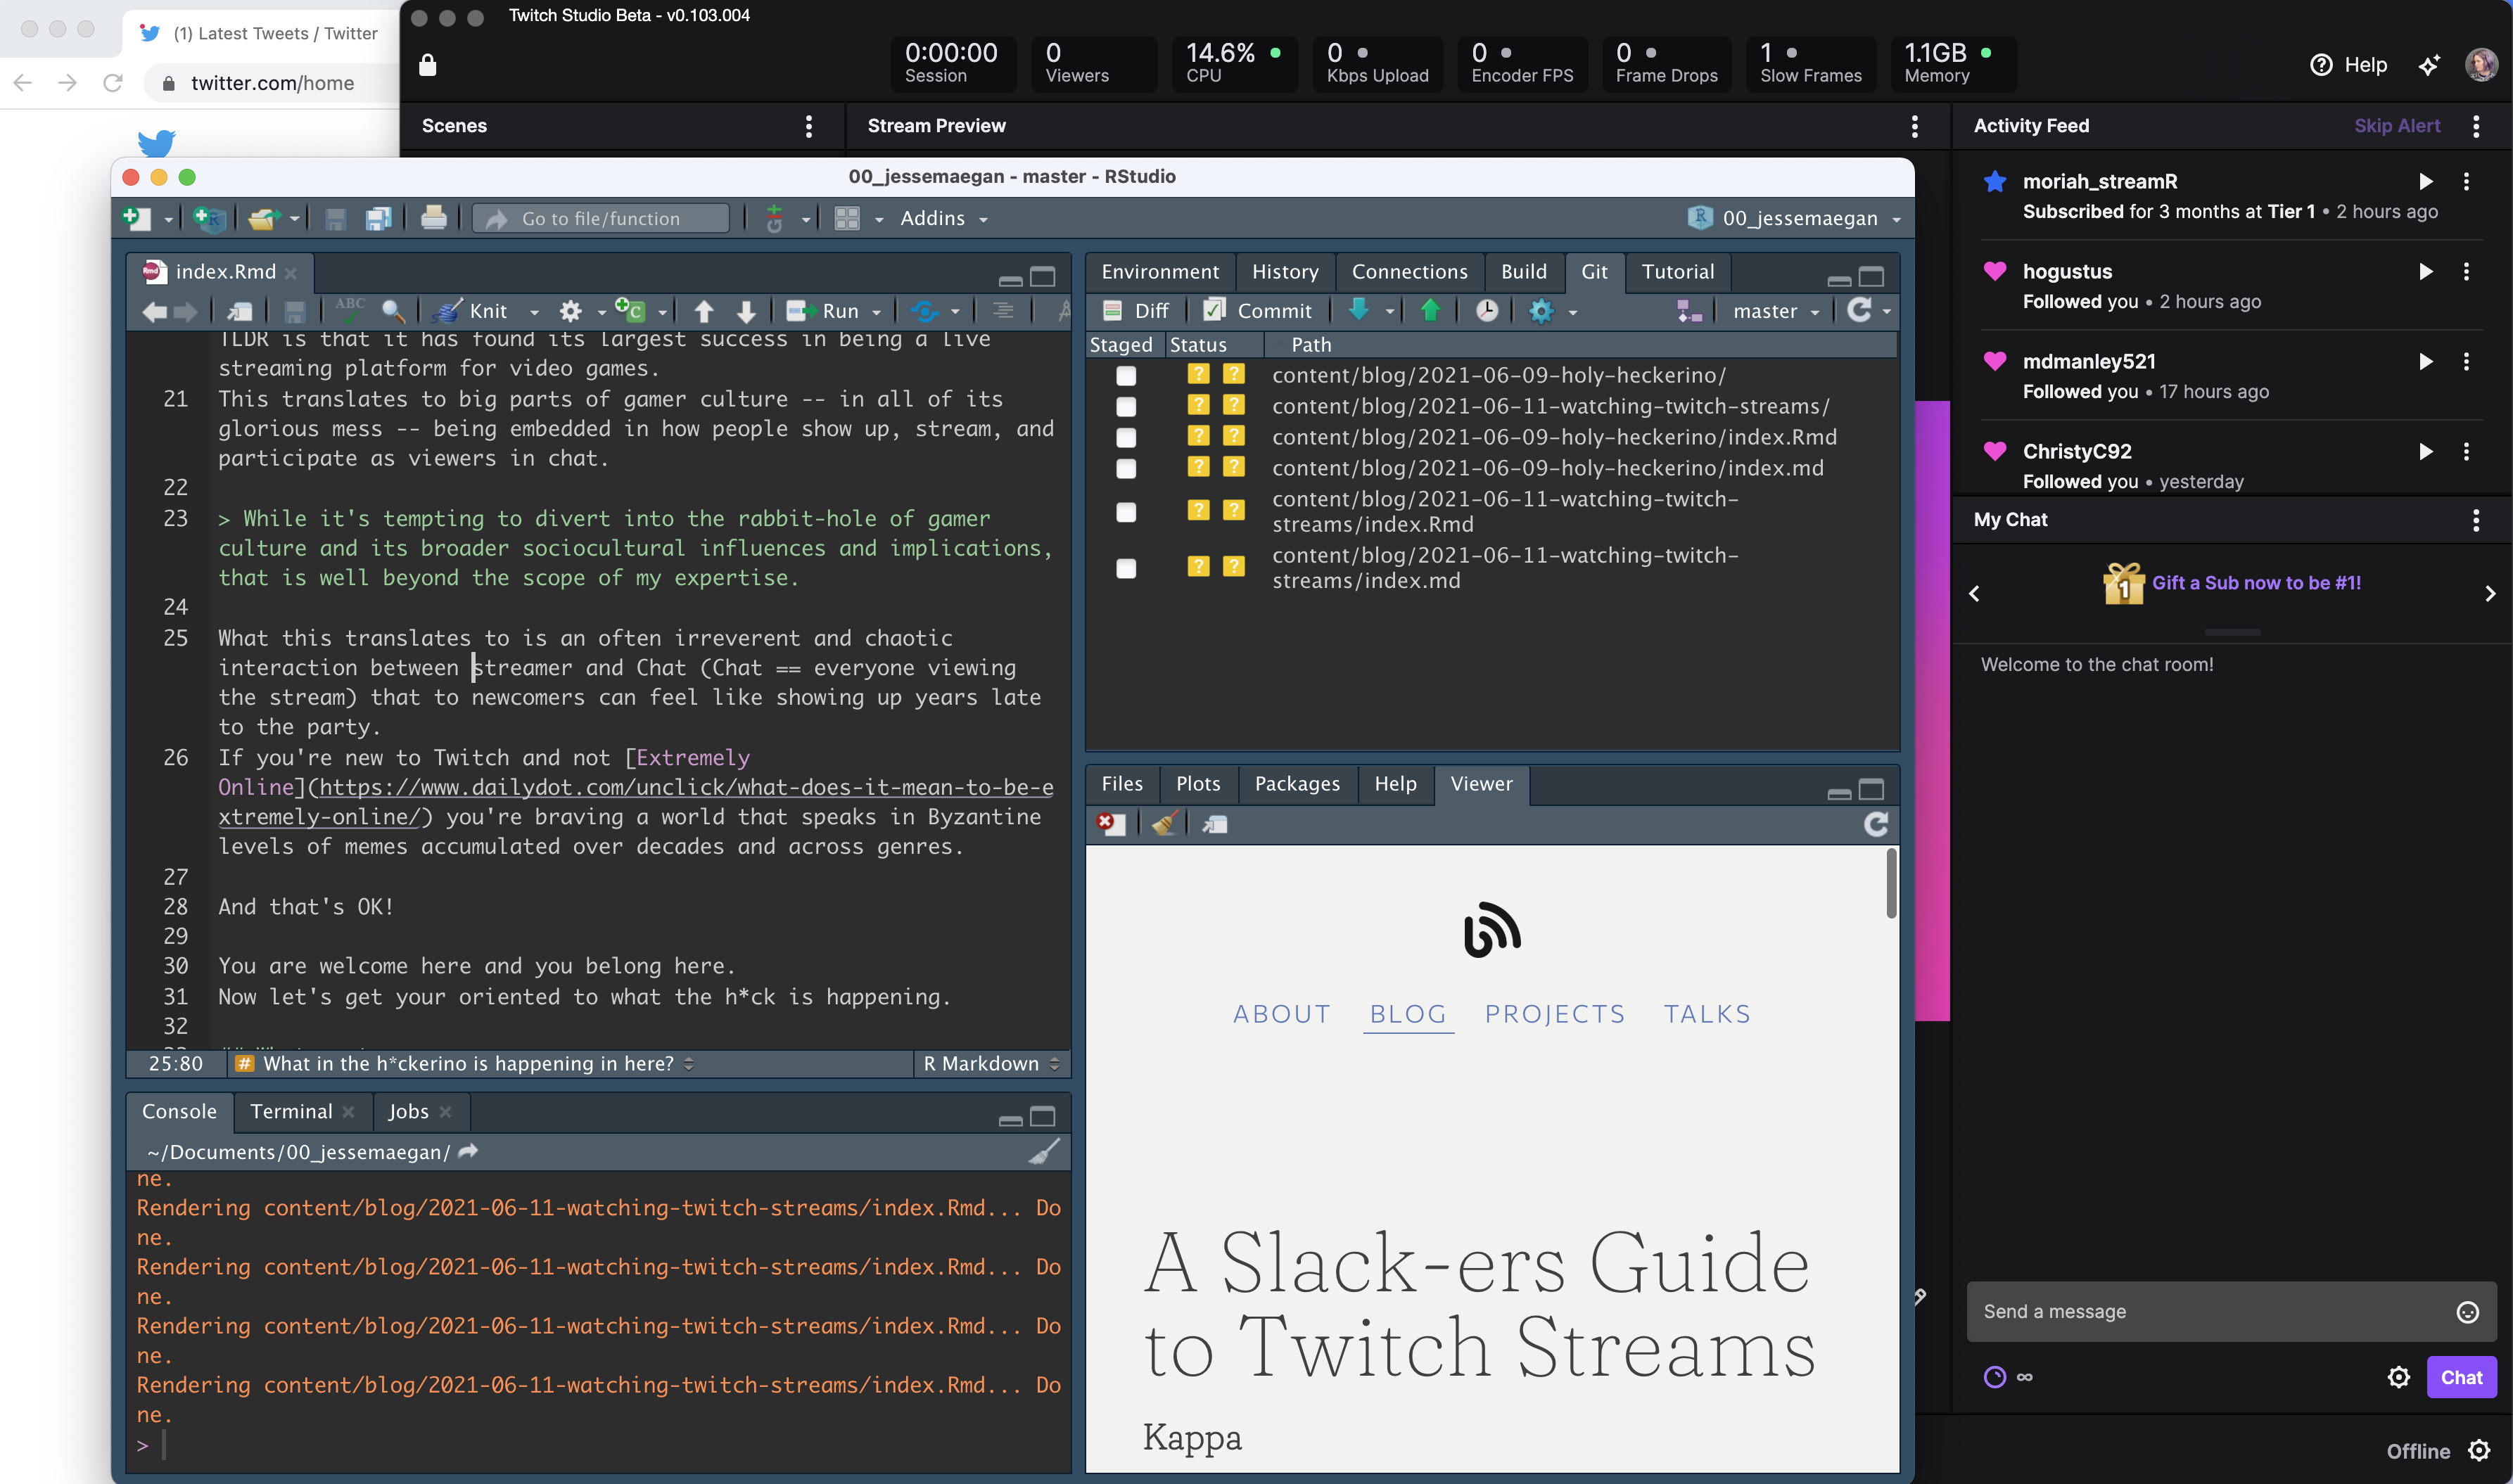 (1) Latest Tweets / Twitter
twitter.com/home
Twitch Studio Beta - v0.103.004
0:00:00
Session
0
Viewers
14.6%
CPU
0
Kbps Upload
0
Encoder FPS
0
Frame Drops
1
Slow Frames
1.1GB
Memory
Help
Scenes
Stream Preview
Activity Feed
Skip Alert
moriah_streamR
Subscribed for 3 months at Tier 1 • 2 hours ago
hogustus
Followed you • 2 hours ago
mdmanley521
Followed you • 17 hours ago
ChristyC92
Followed you • yesterday
My Chat
1
Gift a Sub now to be #1!
Welcome to the chat room!
Send a message
∞
Chat
Offline
00_jessemaegan - master - RStudio
Go to file/function
Addins
00_jessemaegan
index.Rmd
ABC
Knit
Run
TLDR is that it has found its largest success in being a live
streaming platform for video games.
21 This translates to big parts of gamer culture -- in all of its
glorious mess -- being embedded in how people show up, stream, and
participate as viewers in chat.
22
23 > While it's tempting to divert into the rabbit-hole of gamer
culture and its broader sociocultural influences and implications,
that is well beyond the scope of my expertise.
24
25 What this translates to is an often irreverent and chaotic
interaction between streamer and Chat (Chat == everyone viewing
the stream) that to newcomers can feel like showing up years late
to the party.
26 If you're new to Twitch and not [Extremely
Online](https://www.dailydot.com/unclick/what-does-it-mean-to-be-e
xtremely-online/) you're braving a world that speaks in Byzantine
levels of memes accumulated over decades and across genres.
27
28 And that's OK!
29
30 You are welcome here and you belong here.
31 Now let's get your oriented to what the h*ck is happening.
32
25:80
# What in the h*ckerino is happening in here?
R Markdown
Console
Terminal
Jobs
~/Documents/00_jessemaegan/
ne.
Rendering content/blog/2021-06-11-watching-twitch-streams/index.Rmd... Do
ne.
Rendering content/blog/2021-06-11-watching-twitch-streams/index.Rmd... Do
ne.
Rendering content/blog/2021-06-11-watching-twitch-streams/index.Rmd... Do
ne.
Rendering content/blog/2021-06-11-watching-twitch-streams/index.Rmd... Do
ne.
>
Environment
History
Connections
Build
Git
Tutorial
Diff
Commit
master
Staged Status Path
? ? content/blog/2021-06-09-holy-heckerino/
? ? content/blog/2021-06-11-watching-twitch-streams/
? ? content/blog/2021-06-09-holy-heckerino/index.Rmd
? ? content/blog/2021-06-09-holy-heckerino/index.md
? ? content/blog/2021-06-11-watching-twitch-
streams/index.Rmd
? ? content/blog/2021-06-11-watching-twitch-
streams/index.md
Files
Plots
Packages
Help
Viewer
ABOUT
BLOG
PROJECTS
TALKS
A Slack-ers Guide
to Twitch Streams
Kappa